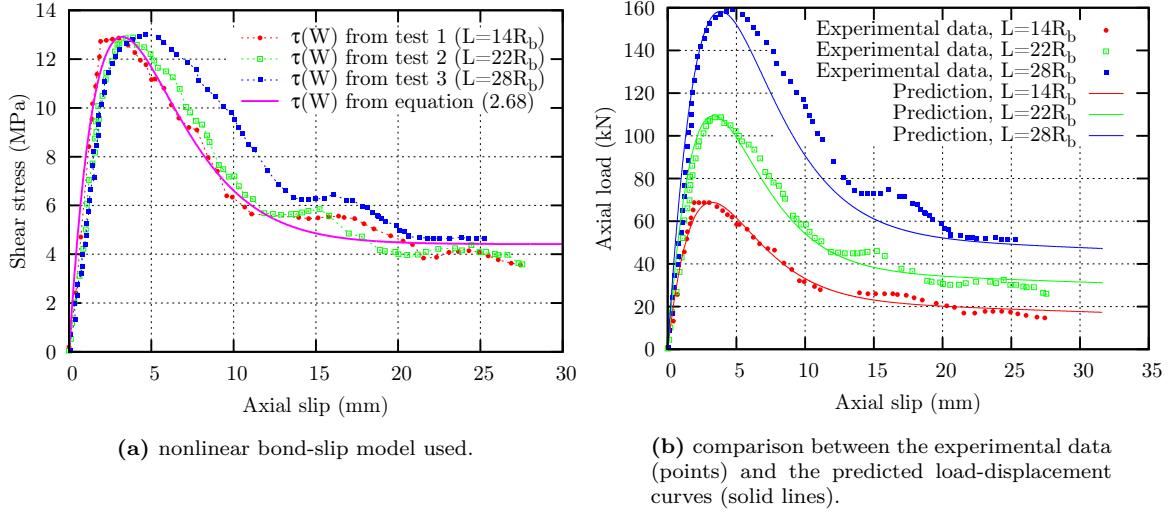 14
12
10
8
6
4
2
0
0 5 10 15 20 25 30
Shear stress (MPa)
Axial slip (mm)
τ(W) from test 1 (L=14R_b)
τ(W) from test 2 (L=22R_b)
τ(W) from test 3 (L=28R_b)
τ(W) from equation (2.68)
(a) nonlinear bond-slip model used.
160
140
120
100
80
60
40
20
0
0 5 10 15 20 25 30 35
Axial load (kN)
Axial slip (mm)
Experimental data, L=14R_b
Experimental data, L=22R_b
Experimental data, L=28R_b
Prediction, L=14R_b
Prediction, L=22R_b
Prediction, L=28R_b
(b) comparison between the experimental data
(points) and the predicted load-displacement
curves (solid lines).